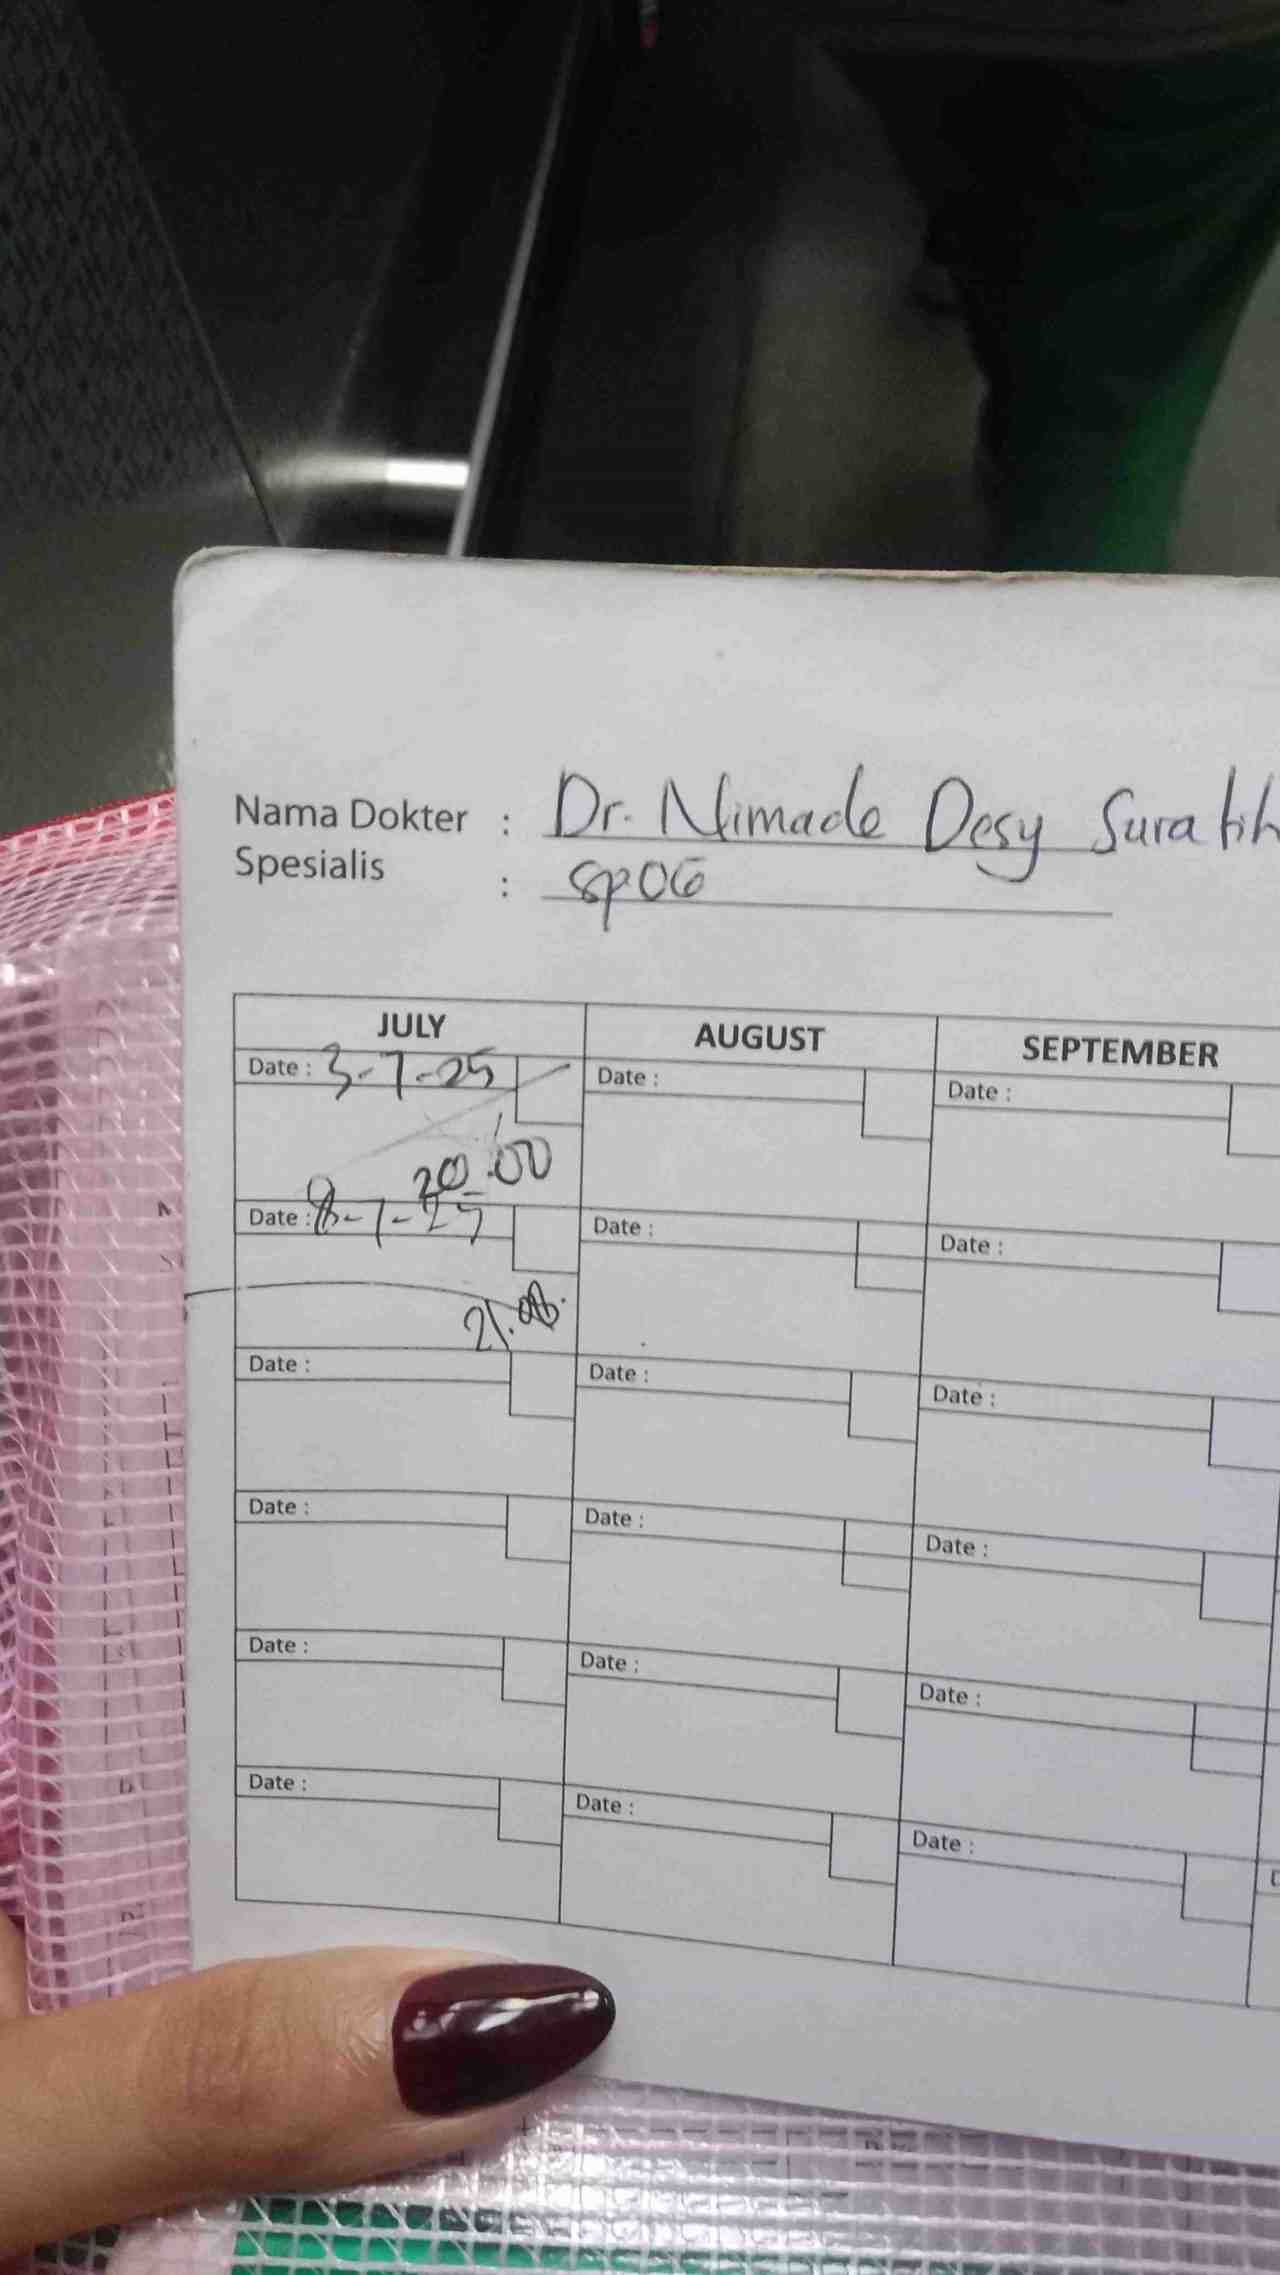 Nama Dokter : Dr. Nimade Desy Suratih
Spesialis : SpOG
JULY AUGUST SEPTEMBER
Date : 3-7-25 Date : Date :
20.00
Date : 8-7-25 Date : Date :
21.00
Date : Date : Date :
Date : Date : Date :
Date : Date : Date :
Date : Date : Date :